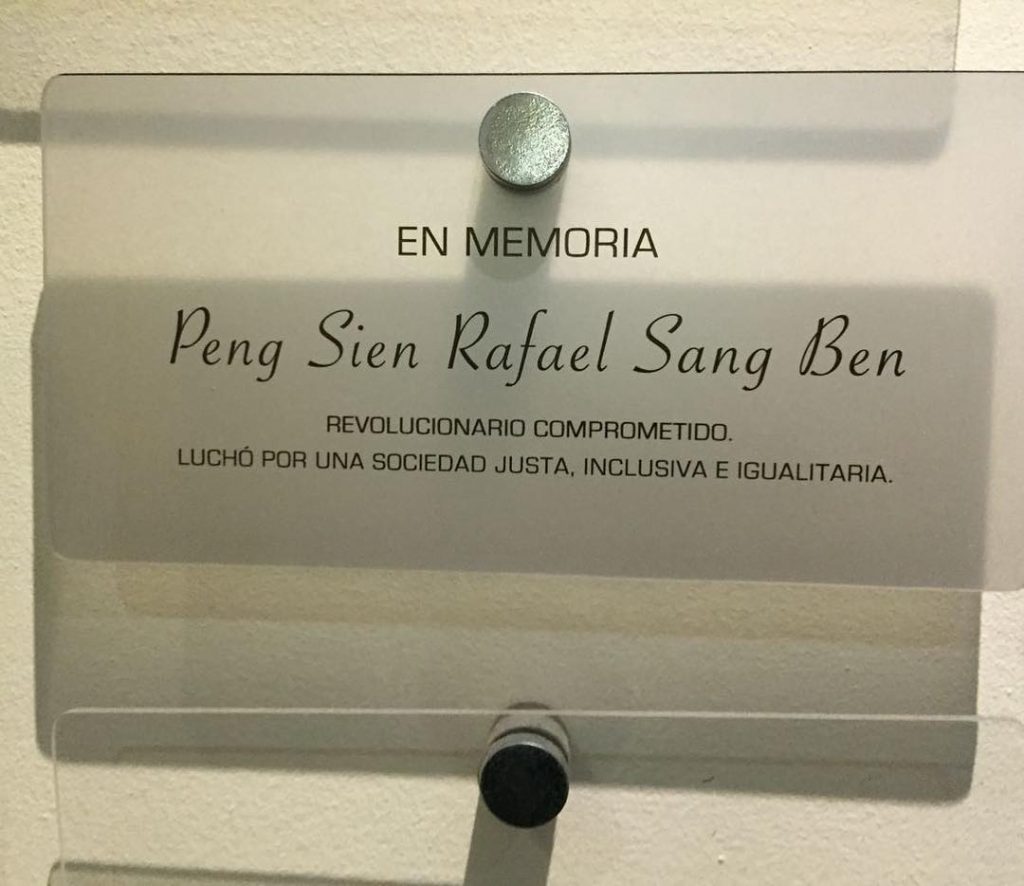 EN MEMORIA
Peng Sien Rafael Sang Ben
REVOLUCIONARIO COMPROMETIDO.
LUCHÓ POR UNA SOCIEDAD JUSTA, INCLUSIVA E IGUALITARIA.